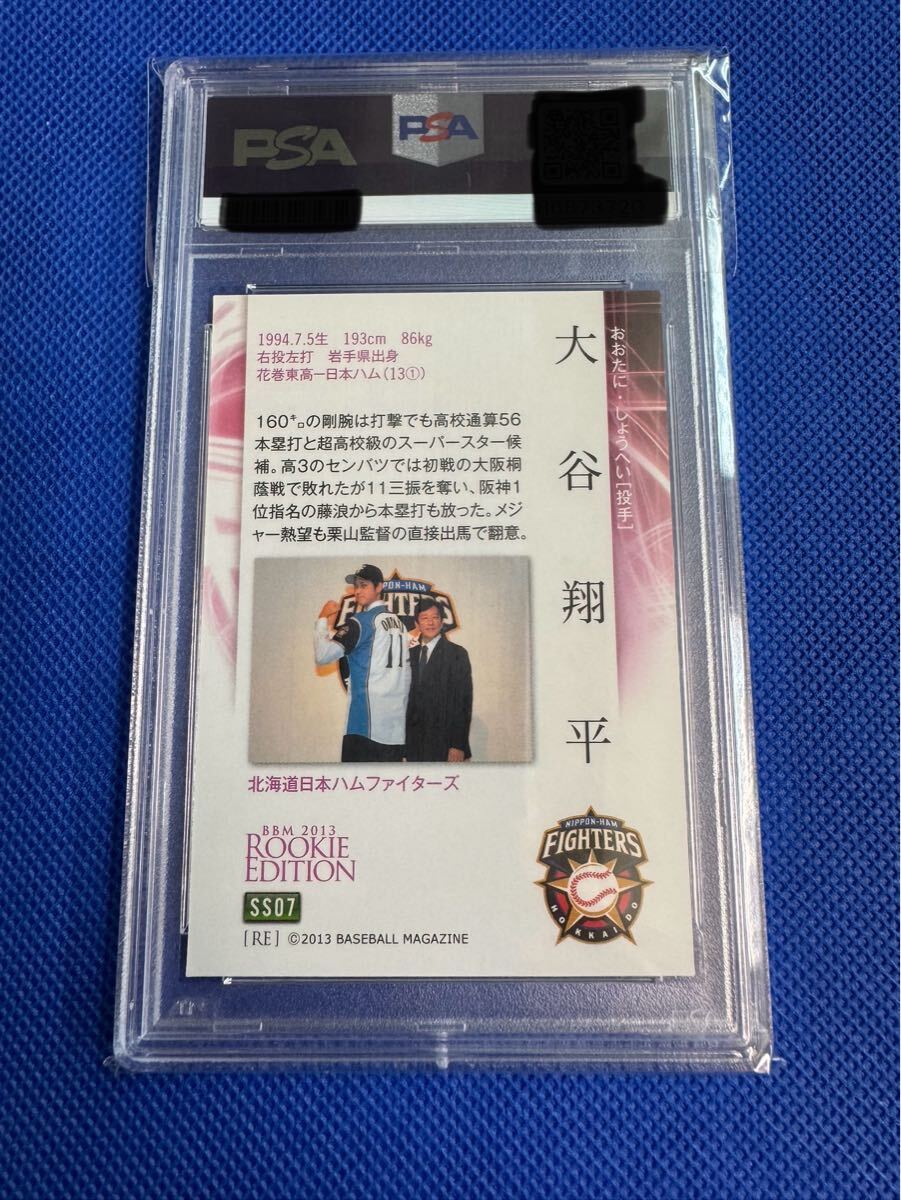 PSA
PSA
大谷翔平
おおたに・しょうへい[投手]
1994.7.5生 193cm 86kg
右投左打 岩手県出身
花巻東高ー日本ハム(13①)
160㌔の剛腕は打撃でも高校通算56
本塁打と超高校級のスーパースター候
補。高3のセンバツでは初戦の大阪桐
蔭戦で敗れたが11三振を奪い、阪神1
位指名の藤浪から本塁打も放った。メジ
ャー熱望も栗山監督の直接出馬で翻意。
NIPPON-HAM
FIGHTERS
11
北海道日本ハムファイターズ
BBM 2013
ROOKIE
EDITION
SS07
[RE] ©2013 BASEBALL MAGAZINE
NIPPON-HAM
FIGHTERS
HOKKAIDO